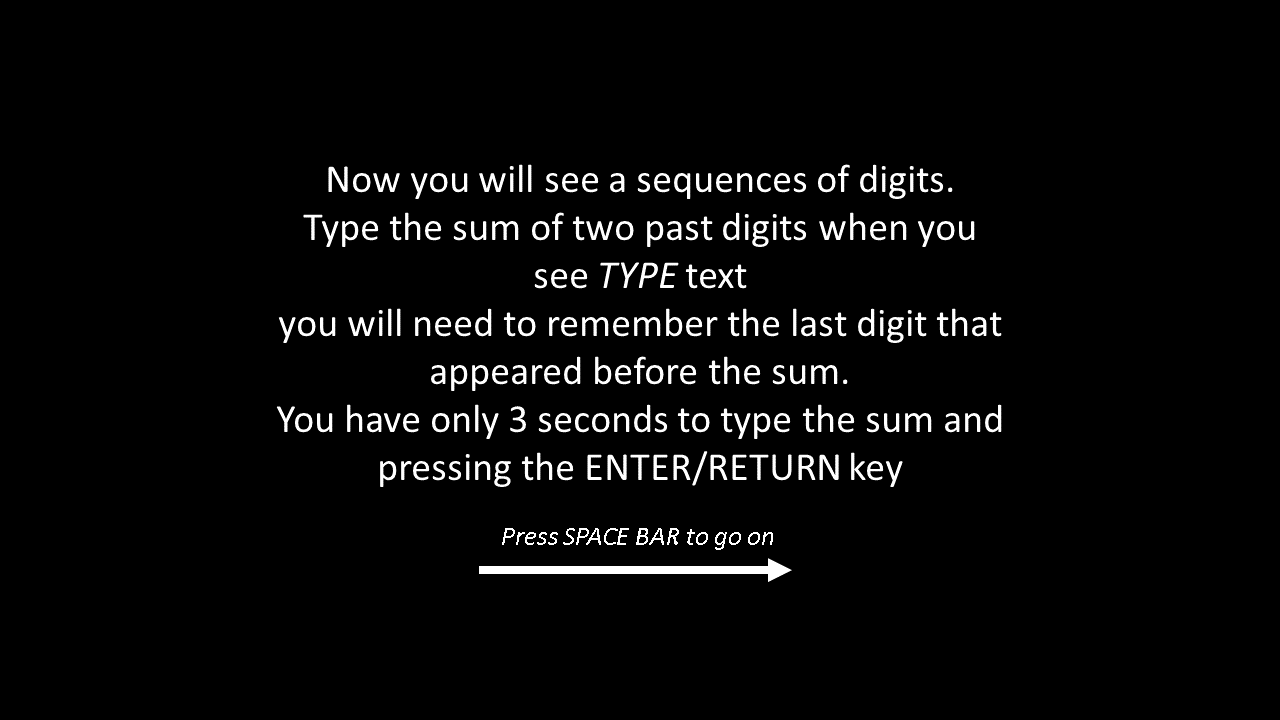 Now you will see a sequences of digits.
Type the sum of two past digits when you
see TYPE text
you will need to remember the last digit that
appeared before the sum.
You have only 3 seconds to type the sum and
pressing the ENTER/RETURN key
Press SPACE BAR to go on